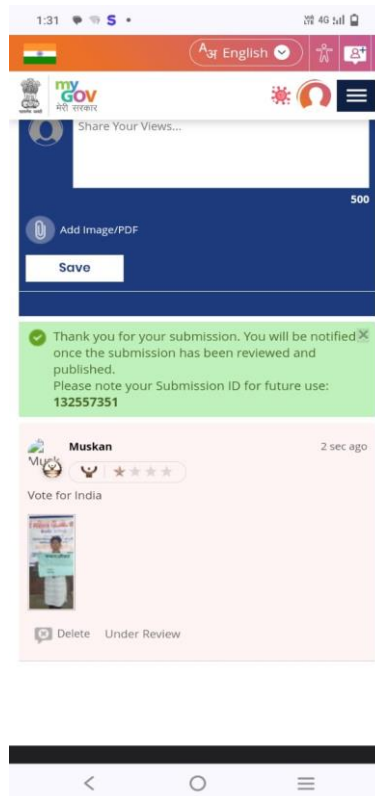 1:31 S
4G
Aअ English
my
GOV
मेरी सरकार
Share Your Views...
500
Add Image/PDF
Save
Thank you for your submission. You will be notified
once the submission has been reviewed and
published.
Please note your Submission ID for future use:
132557351
Muskan 2 sec ago
Vote for India
Delete Under Review